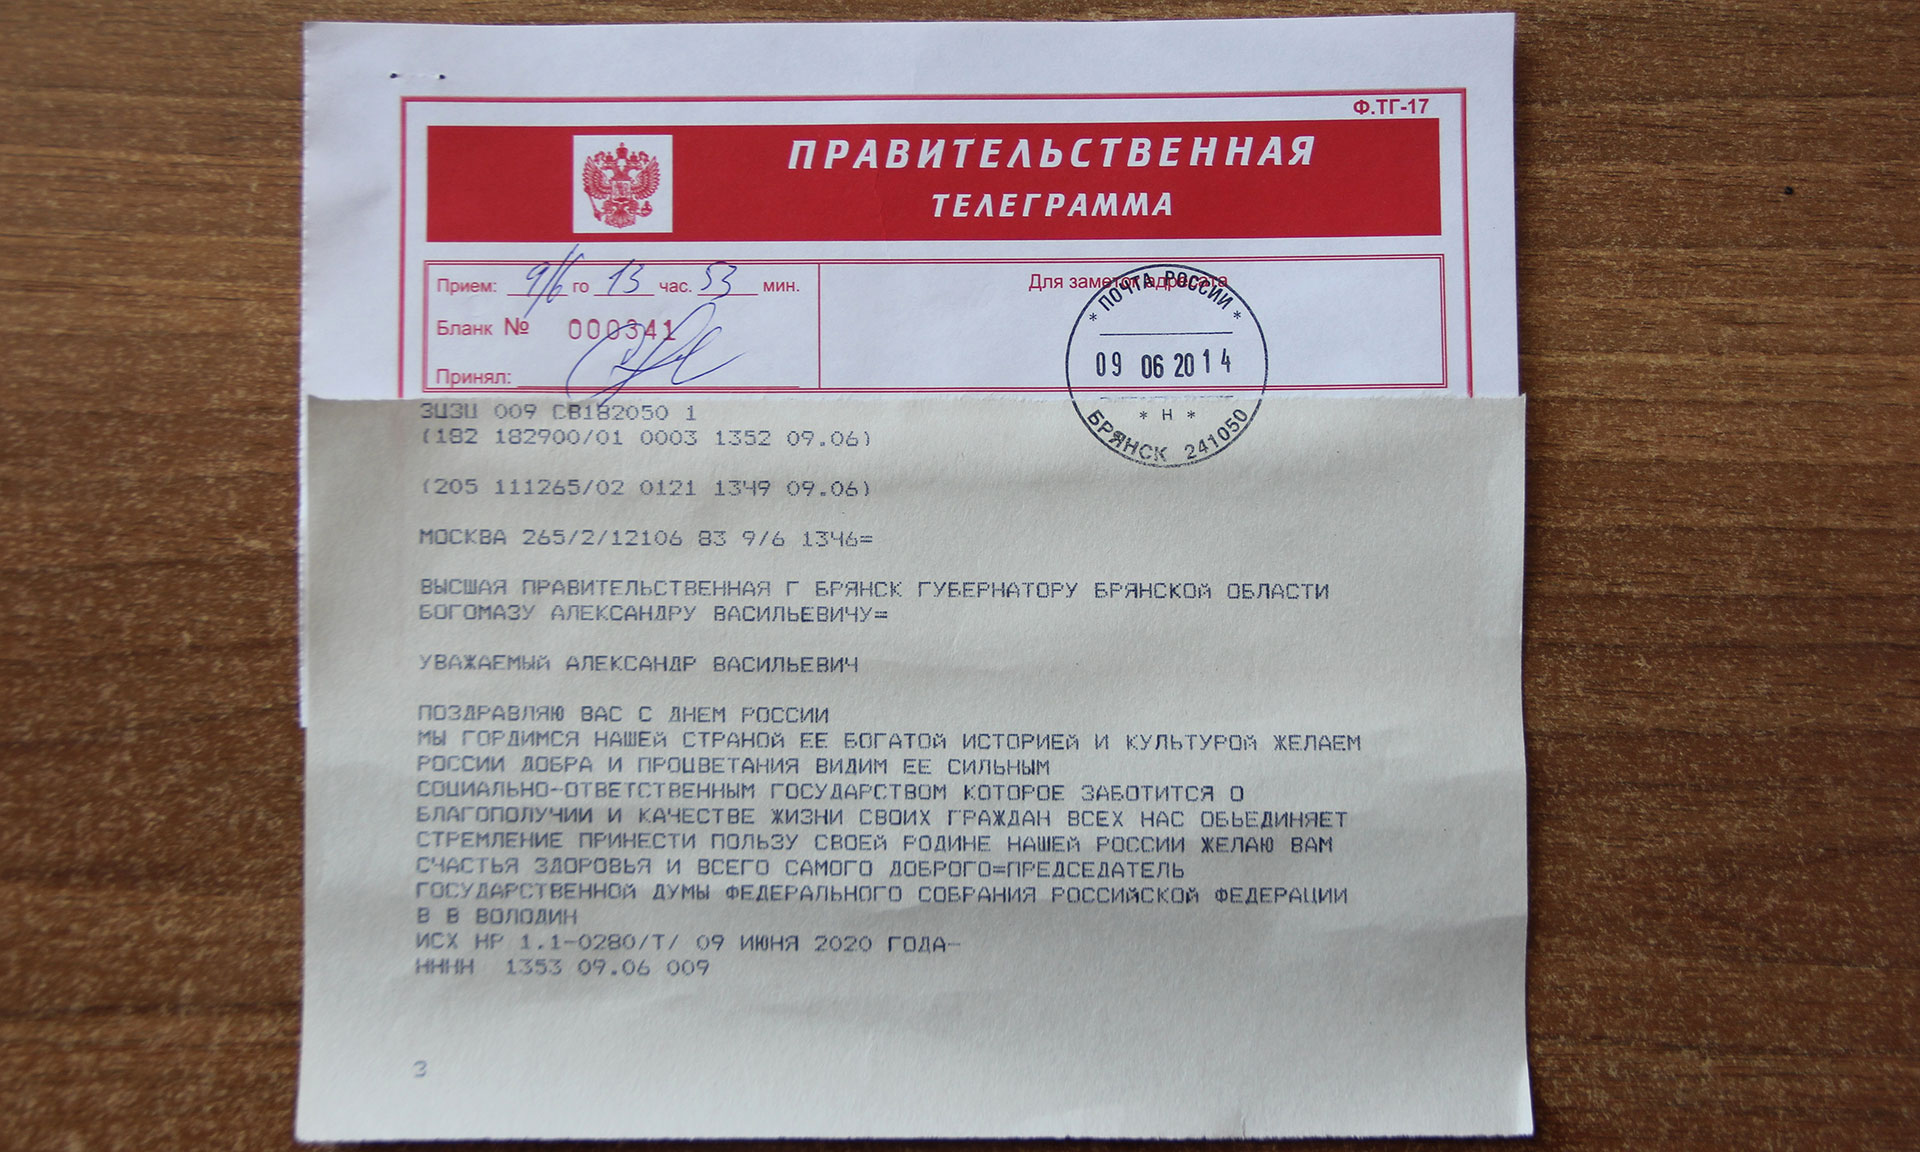 Ф.ТГ-17
ПРАВИТЕЛЬСТВЕННАЯ
ТЕЛЕГРАММА
Прием: 9/6 го 13 час. 53 мин.
Бланк № 000341
Принял:
Для заметок адресата
* ПОЧТА РОССИИ *
09 06 20 14
* Н *
БРЯНСК 241050
ЗЦЗЦ 009 СВ182050 1
(182 182900/01 0003 1352 09.06)
(205 111265/02 0121 1349 09.06)
МОСКВА 265/2/12106 83 9/6 1346=
ВЫСШАЯ ПРАВИТЕЛЬСТВЕННАЯ Г БРЯНСК ГУБЕРНАТОРУ БРЯНСКОЙ ОБЛАСТИ
БОГОМАЗУ АЛЕКСАНДРУ ВАСИЛЬЕВИЧУ=
УВАЖАЕМЫЙ АЛЕКСАНДР ВАСИЛЬЕВИЧ
ПОЗДРАВЛЯЮ ВАС С ДНЕМ РОССИИ
МЫ ГОРДИМСЯ НАШЕЙ СТРАНОЙ ЕЕ БОГАТОЙ ИСТОРИЕЙ И КУЛЬТУРОЙ ЖЕЛАЕМ
РОССИИ ДОБРА И ПРОЦВЕТАНИЯ ВИДИМ ЕЕ СИЛЬНЫМ
СОЦИАЛЬНО-ОТВЕТСТВЕННЫМ ГОСУДАРСТВОМ КОТОРОЕ ЗАБОТИТСЯ О
БЛАГОПОЛУЧИИ И КАЧЕСТВЕ ЖИЗНИ СВОИХ ГРАЖДАН ВСЕХ НАС ОБЬЕДИНЯЕТ
СТРЕМЛЕНИЕ ПРИНЕСТИ ПОЛЬЗУ СВОЕЙ РОДИНЕ НАШЕЙ РОССИИ ЖЕЛАЮ ВАМ
СЧАСТЬЯ ЗДОРОВЬЯ И ВСЕГО САМОГО ДОБРОГО=ПРЕДСЕДАТЕЛЬ
ГОСУДАРСТВЕННОЙ ДУМЫ ФЕДЕРАЛЬНОГО СОБРАНИЯ РОССИЙСКОЙ ФЕДЕРАЦИИ
В В ВОЛОДИН
ИСХ НР 1.1-0280/Т/ 09 ИЮНЯ 2020 ГОДА-
НННН 1353 09.06 009
3